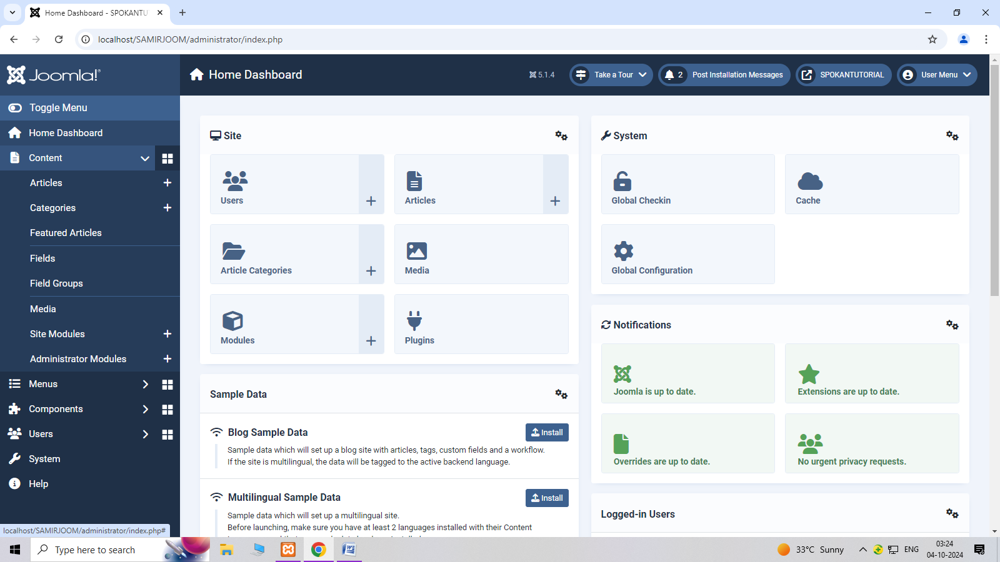 Home Dashboard - SPOKANTU
localhost/SAMIRJOOM/administrator/index.php
Joomla!®
Home Dashboard
5.1.4
Take a Tour
2 Post Installation Messages
SPOKANTUTORIAL
User Menu
Toggle Menu
Home Dashboard
Content
Articles
Categories
Featured Articles
Fields
Field Groups
Media
Site Modules
Administrator Modules
Menus
Components
Users
System
Help
Site
Users
Articles
Article Categories
Media
Modules
Plugins
Sample Data
Blog Sample Data
Install
Sample data which will set up a blog site with articles, tags, custom fields and a workflow.
If the site is multilingual, the data will be tagged to the active backend language.
Multilingual Sample Data
Install
Sample data which will set up a multilingual site.
Before launching, make sure you have at least 2 languages installed with their Content
System
Global Checkin
Cache
Global Configuration
Notifications
Joomla is up to date.
Extensions are up to date.
Overrides are up to date.
No urgent privacy requests.
Logged-in Users
localhost/SAMIRJOOM/administrator/index.php#
Type here to search
33°C Sunny
ENG
03:24
04-10-2024